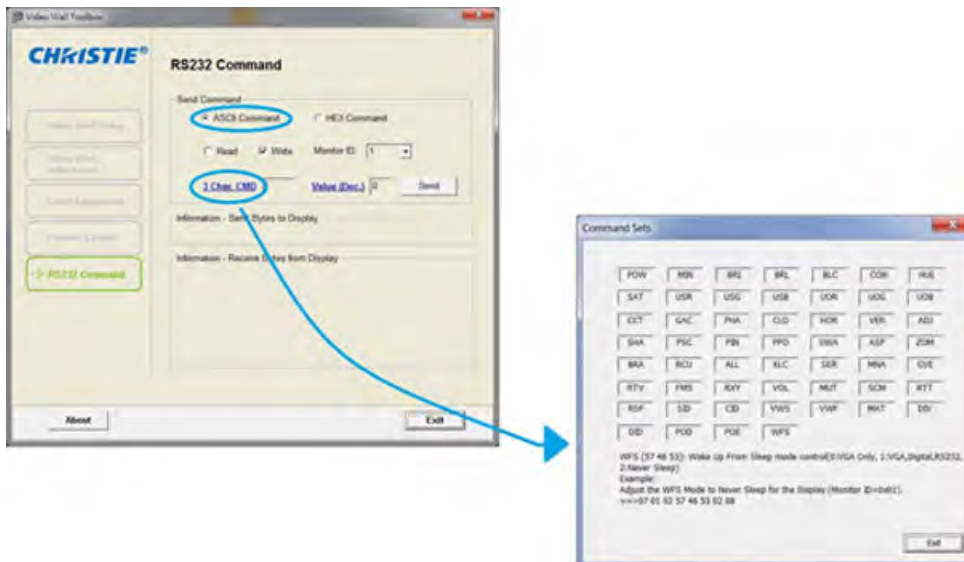 Video Wall Toolbox
CHRISTIE®
RS232 Command
Send Command
ASCII Command HEX Command
Read Write Monitor ID: 1
3 Char. CMD Value (Dec.) 0 Send
Information - Send Bytes to Display
Information - Receive Bytes from Display
-> RS232 Command
About Exit
Command Sets
POW MIN BRI BRL BLC CON HUE
SAT USR USG USB UOR UOG UOB
CCT GAC PHA CLO HOR VER ADJ
SHA PSC PIN PPO SWA ASP ZOM
BRA RCU ALL KLC SER MNA GVE
RTV FMS RXY VOL MUT SCM RTT
RSF SID CID VWS VWF MAT
DID POD POE WFS
WFS (57 46 53): Wake Up From Sleep mode control(0:VGA Only, 1:VGA,Digital,RS232,
2:Never Sleep)
Example:
Adjust the WFS Mode to Never Sleep for the Display (Monitor ID=0x01).
==>07 01 02 57 46 53 02 08
Exit